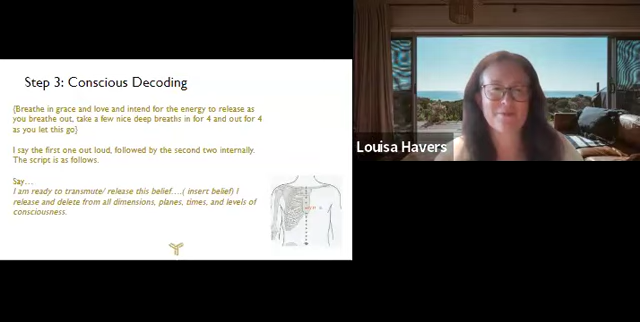 Step 3: Conscious Decoding
(Breathe in grace and love and intend for the energy to release as
you breathe out, take a few nice deep breaths in for 4 and out for 4
as you let this go)
I say the first one out loud, followed by the second two internally.
The script is as follows.
Say…
I am ready to transmute/ release this belief….( insert belief) I
release and delete from all dimensions, planes, times, and levels of
consciousness.
Louisa Havers